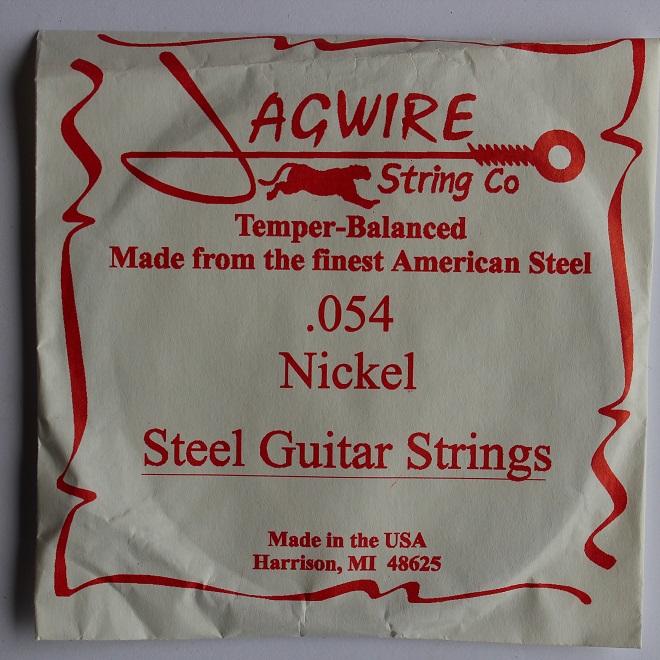 JAGWIRE
String Co
Temper-Balanced
Made from the finest American Steel
.054
Nickel
Steel Guitar Strings
Made in the USA
Harrison, MI 48625